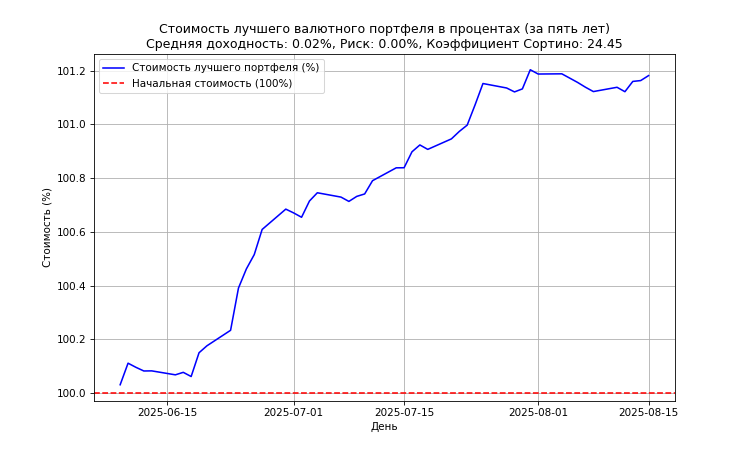 Стоимость лучшего валютного портфеля в процентах (за пять лет)
Средняя доходность: 0.02%, Риск: 0.00%, Коэффициент Сортино: 24.45
Стоимость лучшего портфеля (%)
Начальная стоимость (100%)
Стоимость (%)
101.2
101.0
100.8
100.6
100.4
100.2
100.0
2025-06-15
2025-07-01
2025-07-15
2025-08-01
2025-08-15
День